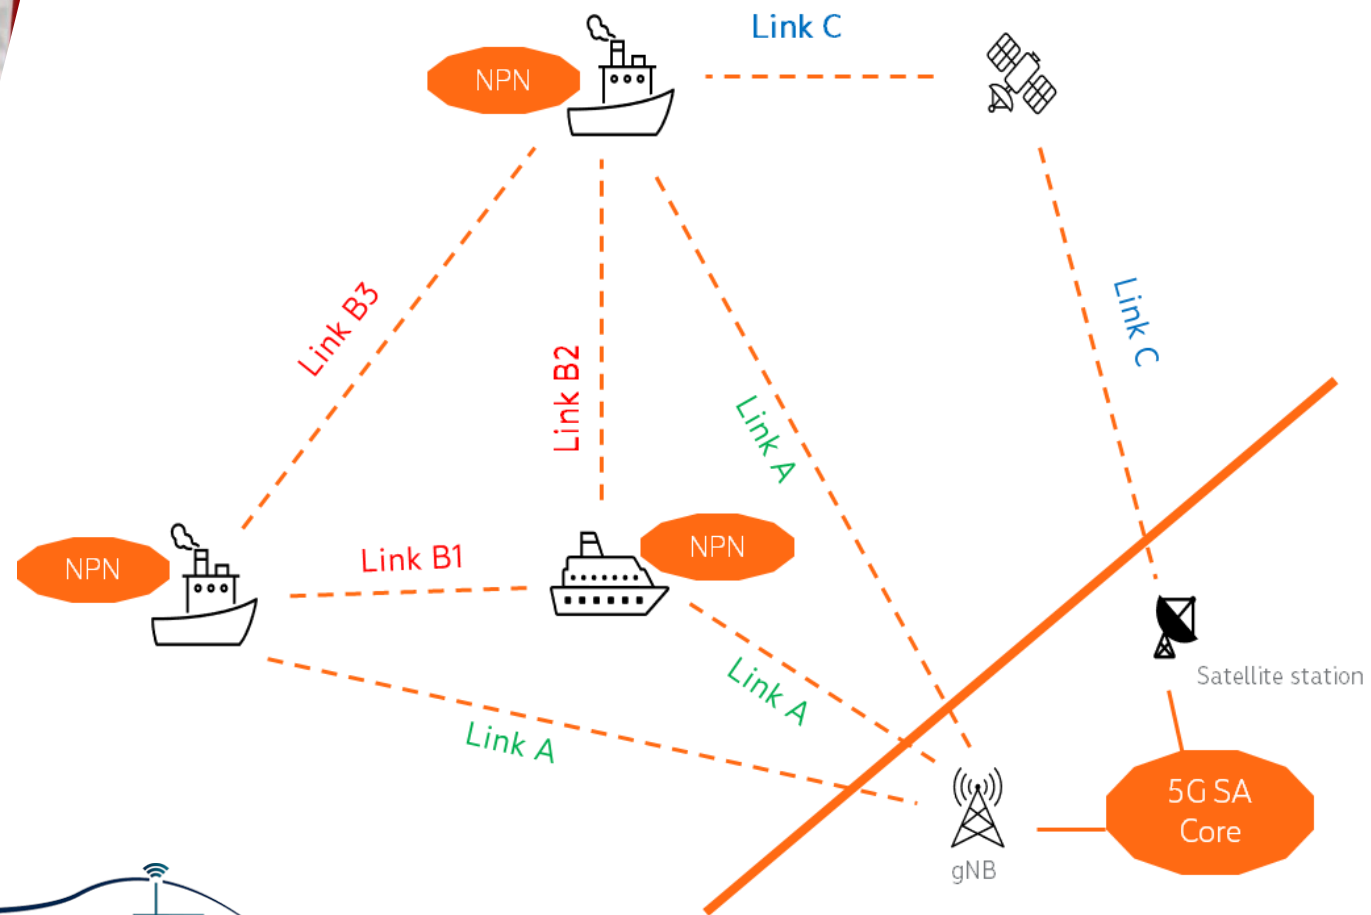 Link C
NPN
Link C
Link B3
Link B2
Link A
NPN
Link B1
NPN
Link A
Link A
Satellite station
5G SA
Core
gNB